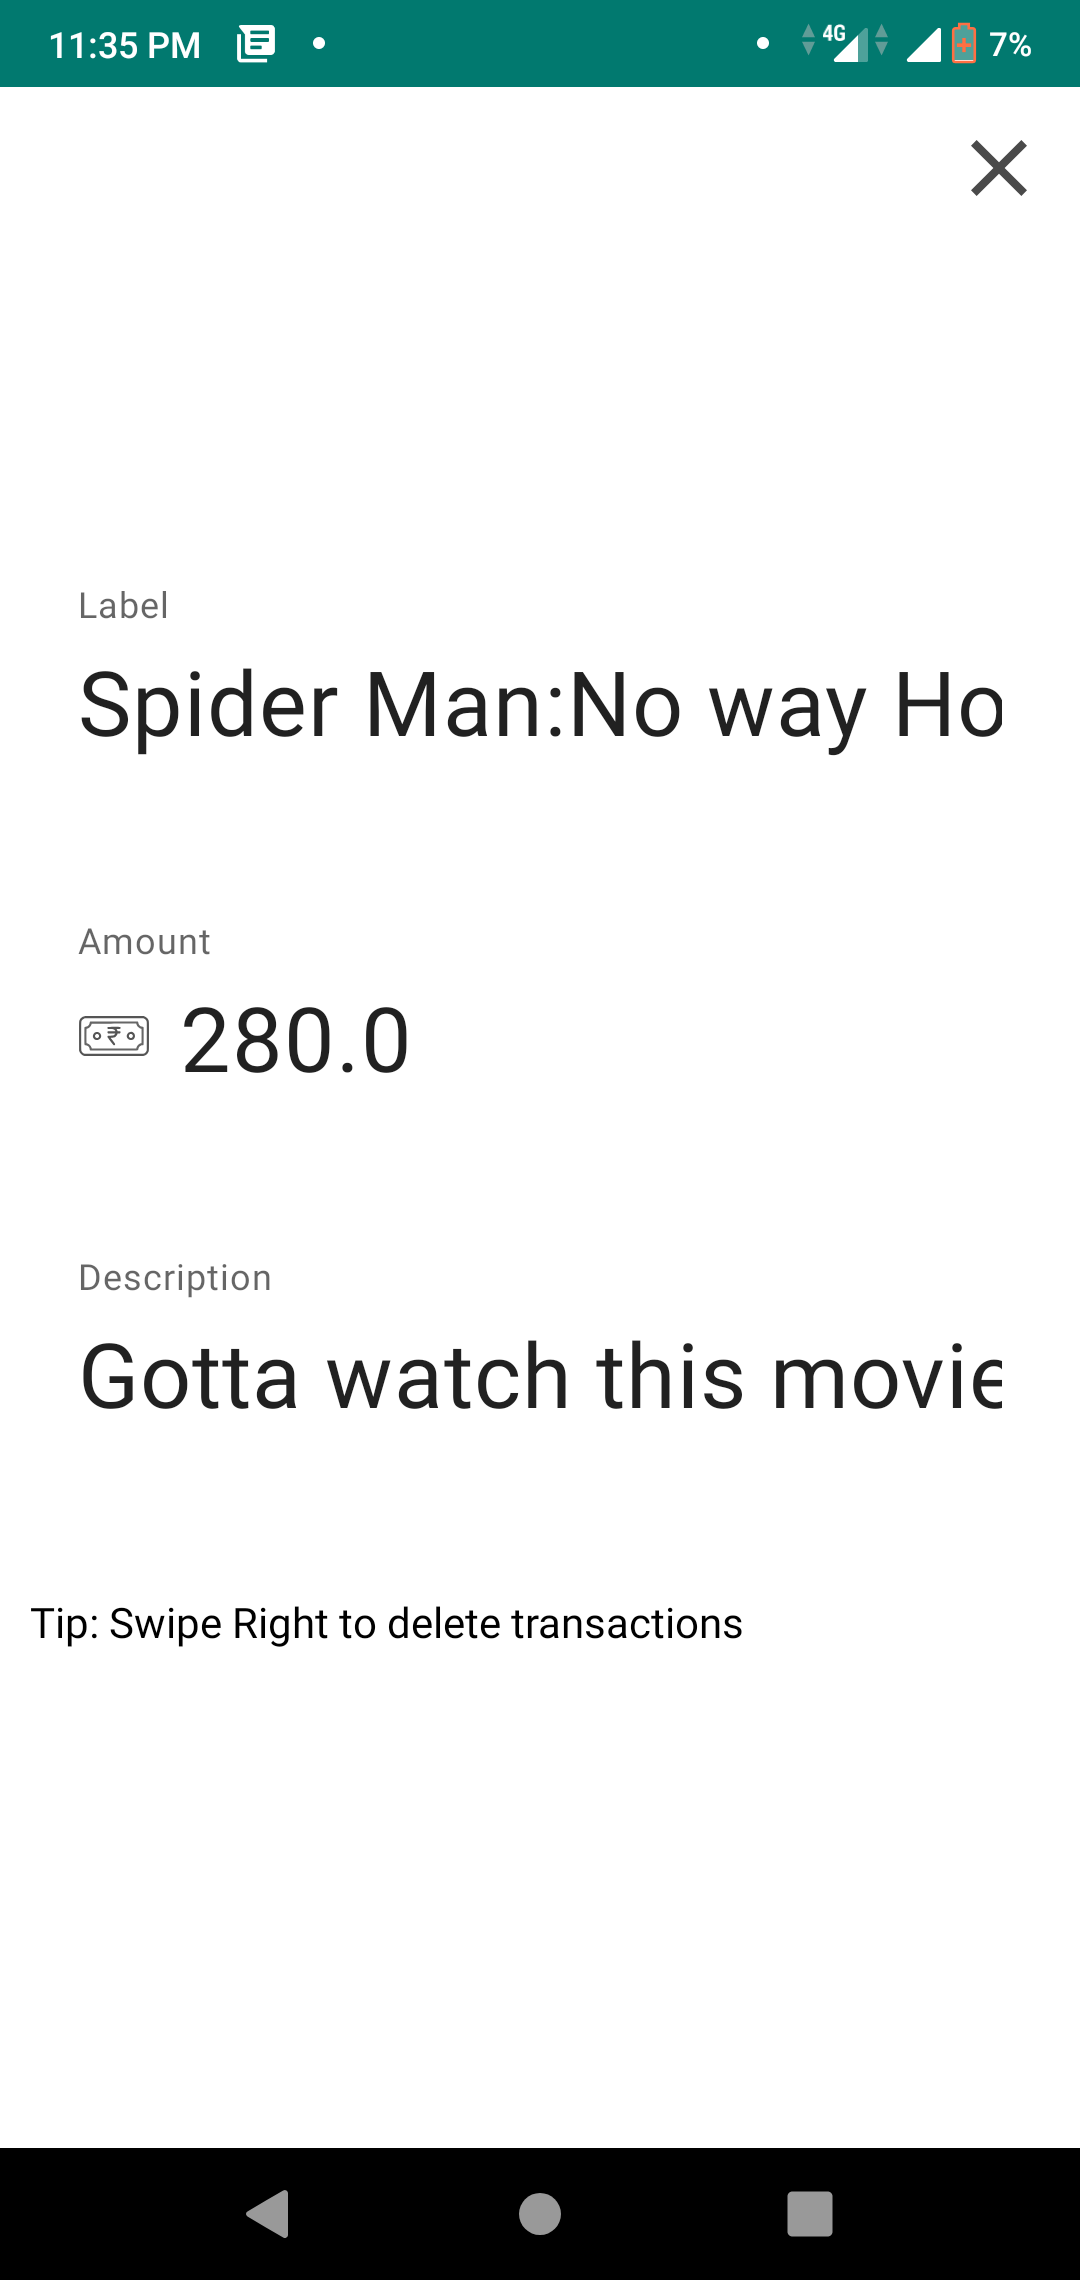 11:35 PM 4G 7%
Label
Spider Man:No way Ho
Amount
₹ 280.0
Description
Gotta watch this movie
Tip: Swipe Right to delete transactions